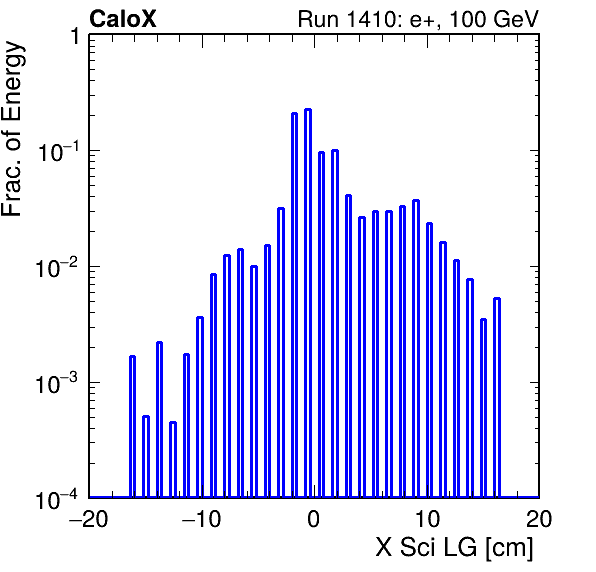 CaloX Run 1410: e+, 100 GeV
Frac. of Energy
1
10⁻¹
10⁻²
10⁻³
10⁻⁴
−20 −10 0 10 20
X Sci LG [cm]